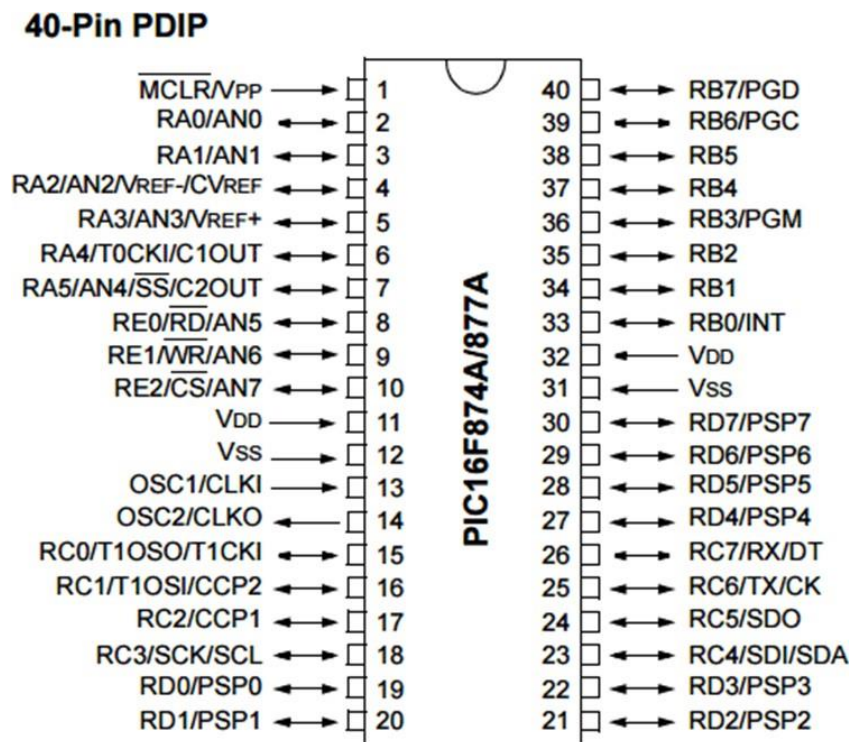 40-Pin PDIP
MCLR/VPP 1 40 RB7/PGD
RA0/AN0 2 39 RB6/PGC
RA1/AN1 3 38 RB5
RA2/AN2/VREF-/CVREF 4 37 RB4
RA3/AN3/VREF+ 5 36 RB3/PGM
RA4/T0CKI/C1OUT 6 35 RB2
RA5/AN4/SS/C2OUT 7 34 RB1
RE0/RD/AN5 8 33 RB0/INT
RE1/WR/AN6 9 32 VDD
RE2/CS/AN7 10 31 VSS
VDD 11 30 RD7/PSP7
VSS 12 29 RD6/PSP6
OSC1/CLKI 13 28 RD5/PSP5
OSC2/CLKO 14 27 RD4/PSP4
RC0/T1OSO/T1CKI 15 26 RC7/RX/DT
RC1/T1OSI/CCP2 16 25 RC6/TX/CK
RC2/CCP1 17 24 RC5/SDO
RC3/SCK/SCL 18 23 RC4/SDI/SDA
RD0/PSP0 19 22 RD3/PSP3
RD1/PSP1 20 21 RD2/PSP2
PIC16F874A/877A